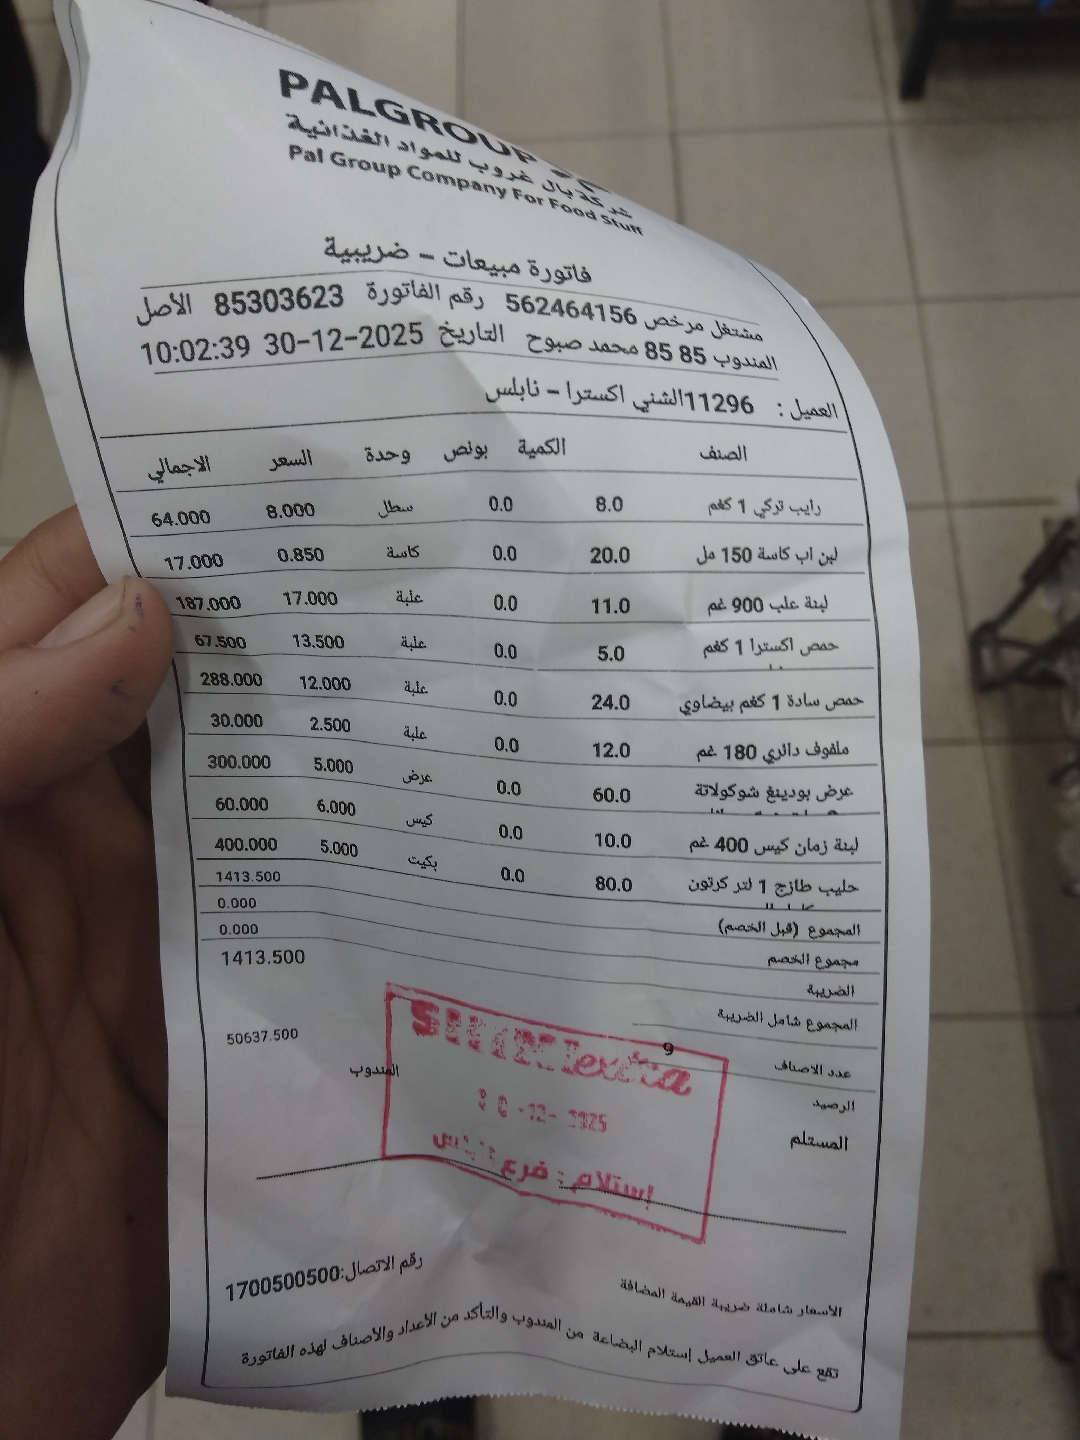 PALGROUP
شركة بال غروب للمواد الغذائية
Pal Group Company For Food Stuff
فاتورة مبيعات - ضريبية
مشتغل مرخص 562464156 رقم الفاتورة 85303623 الأصل
المندوب 85 85 محمد صبوح التاريخ 30-12-2025 10:02:39
العميل : 11296الشني اكسترا - نابلس
الصنف الكمية بونص وحدة السعر الاجمالي
رايب تركي 1 كغم 8.0 0.0 سطل 8.000 64.000
لبن اب كاسة 150 مل 20.0 0.0 كاسة 0.850 17.000
لبنة علب 900 غم 11.0 0.0 علبة 17.000 187.000
حمص اكسترا 1 كغم 5.0 0.0 علبة 13.500 67.500
حمص سادة 1 كغم بيضاوي 24.0 0.0 علبة 12.000 288.000
ملفوف دائري 180 غم 12.0 0.0 علبة 2.500 30.000
عرض بودينغ شوكولاتة 60.0 0.0 عرض 5.000 300.000
لبنة زمان كيس 400 غم 10.0 0.0 كيس 6.000 60.000
حليب طازج 1 لتر كرتون 80.0 0.0 بكيت 5.000 400.000
المجموع (قبل الخصم) 1413.500
مجموع الخصم 0.000
الضريبة 0.000
المجموع شامل الضريبة 1413.500
عدد الاصناف 9
الرصيد 50637.500
المستلم المندوب
extra
-12- 2025
إستلام : فرع نابلس
الأسعار شاملة ضريبة القيمة المضافة رقم الاتصال:1700500500
تقع على عاتق العميل إستلام البضاعة من المندوب والتأكد من الأعداد والأصناف لهذه الفاتورة